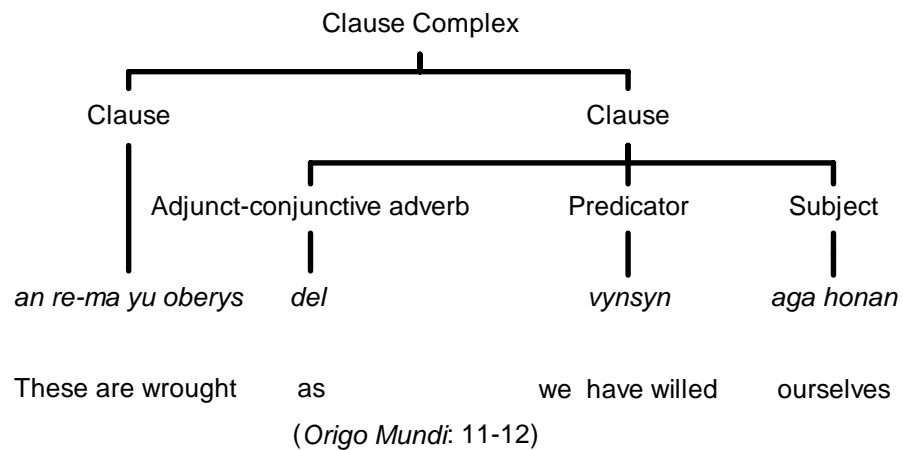 Clause Complex
Clause Clause
Adjunct-conjunctive adverb Predicator Subject
an re-ma yu oberys del vynsyn aga honan
These are wrought as we have willed ourselves
(Origo Mundi: 11-12)